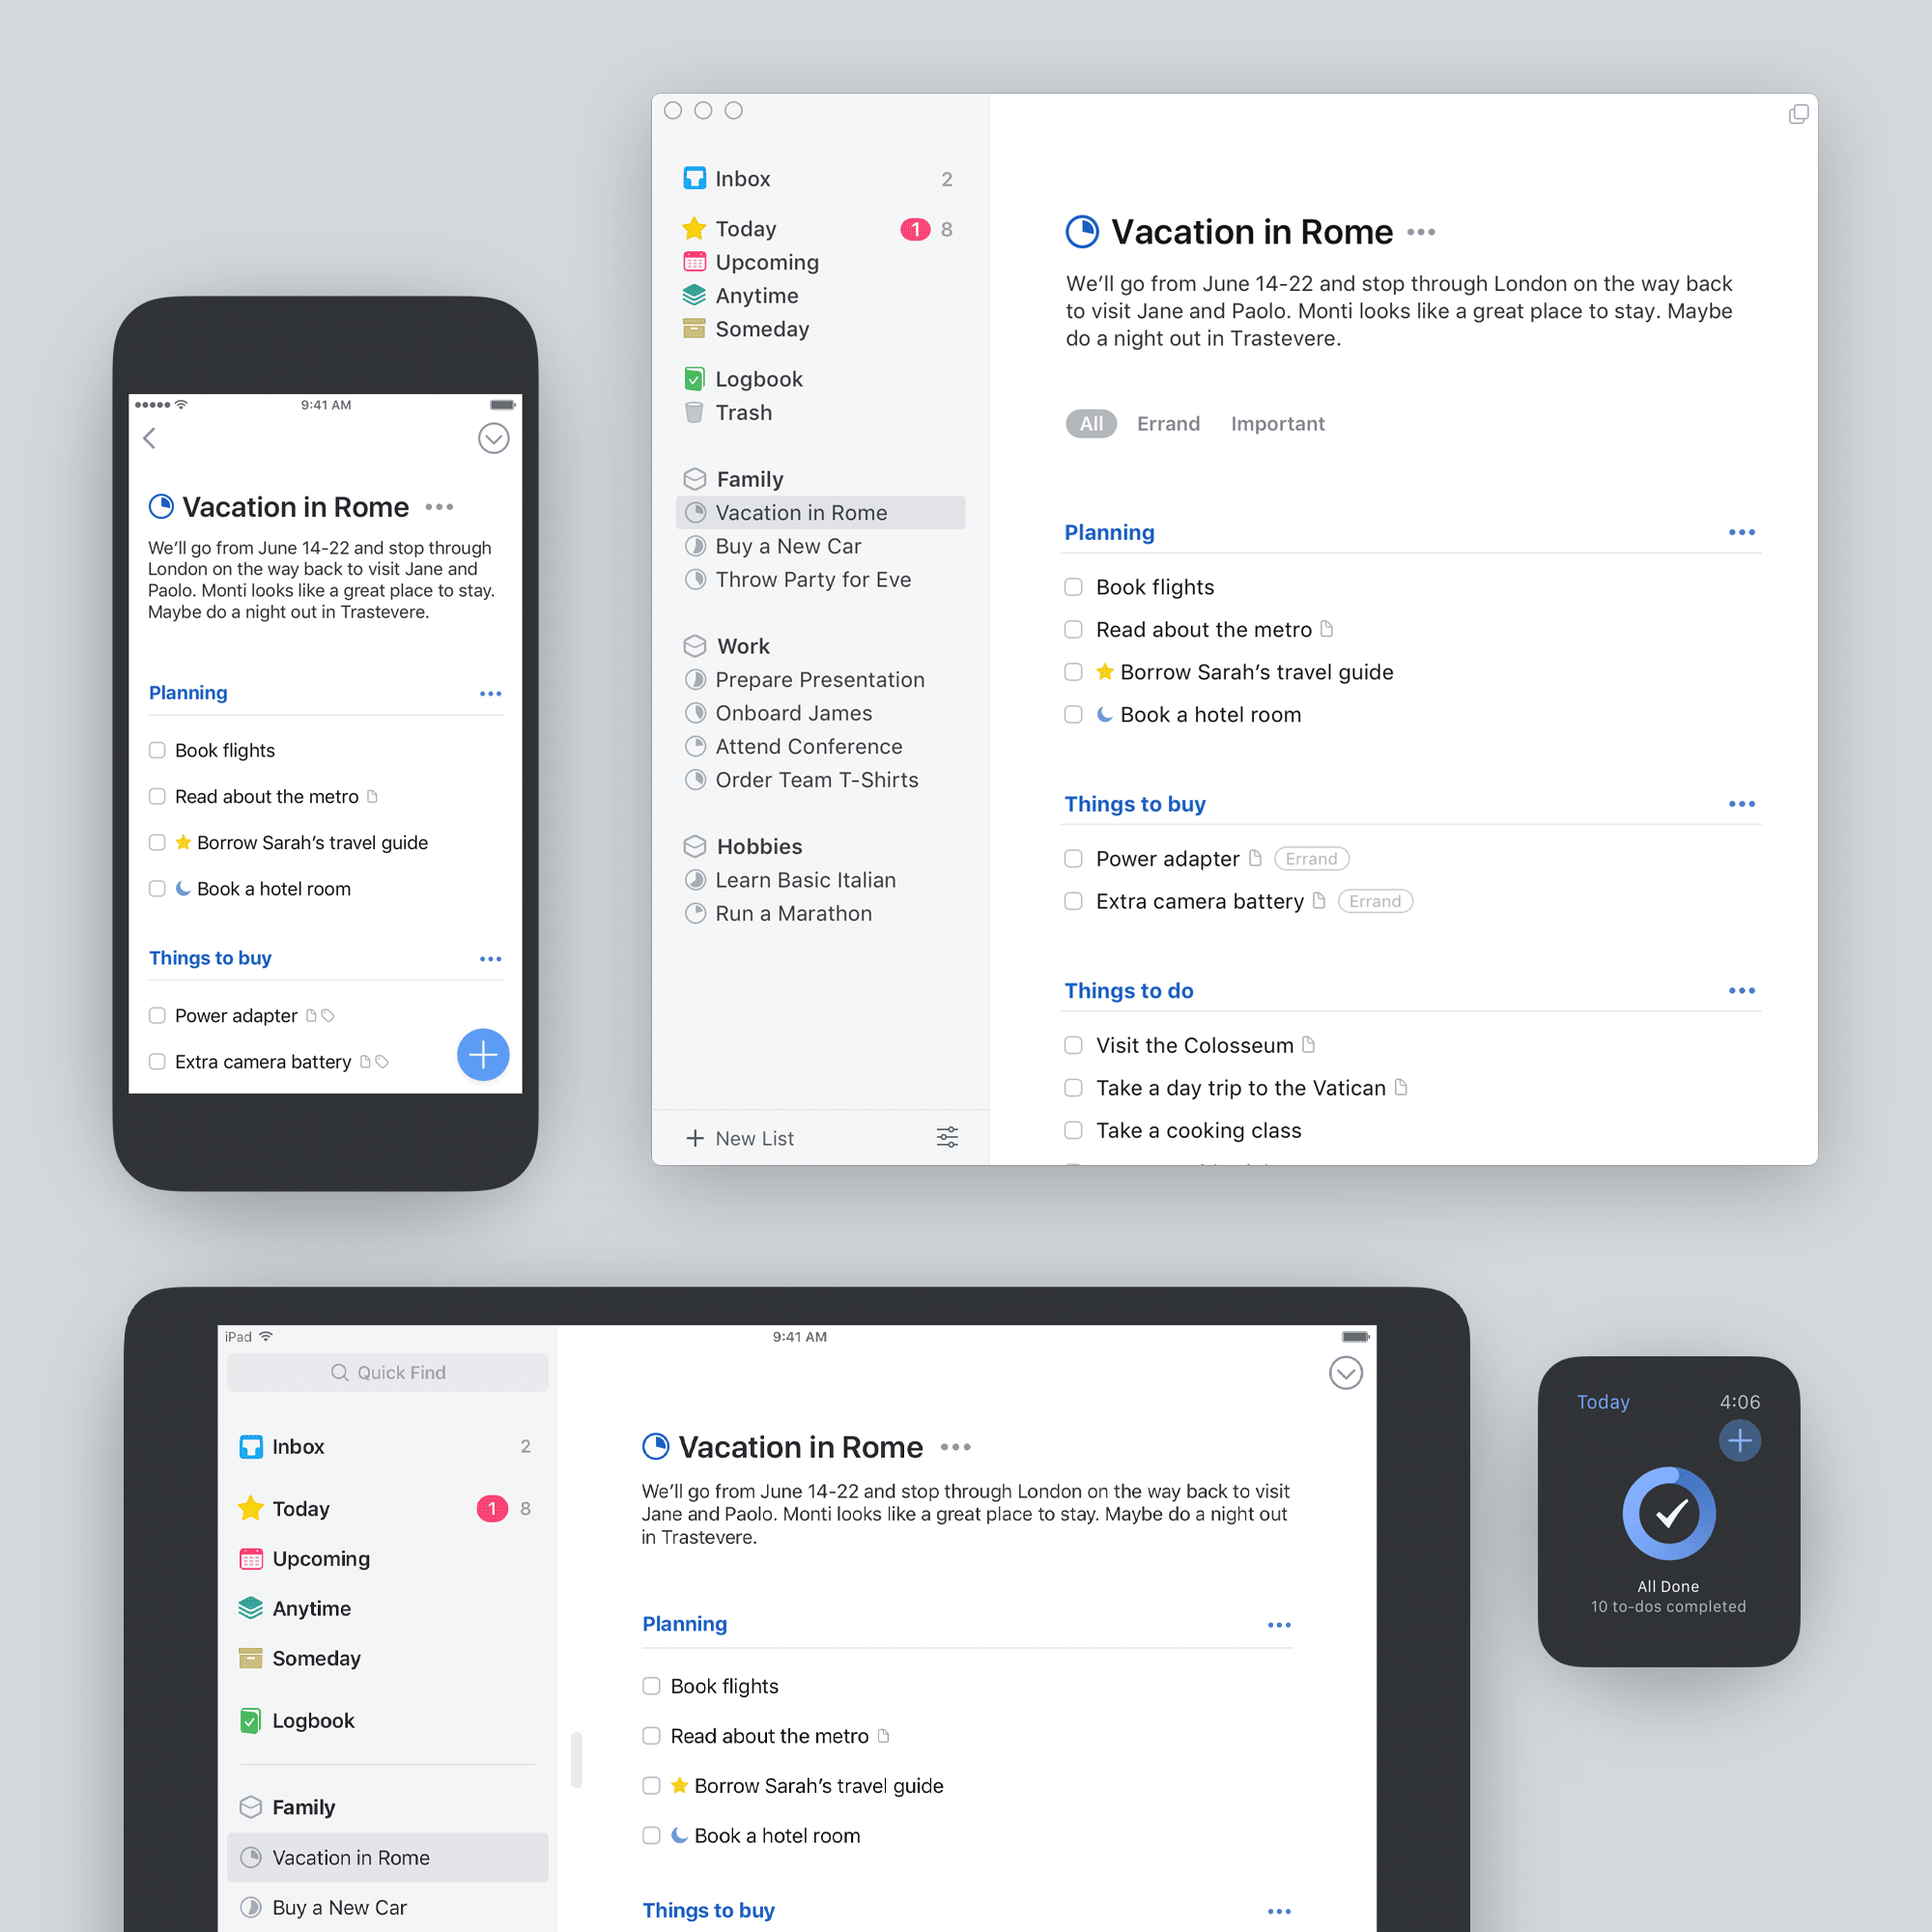 9:41 AM
Vacation in Rome
We’ll go from June 14-22 and stop through
London on the way back to visit Jane and
Paolo. Monti looks like a great place to stay.
Maybe do a night out in Trastevere.
Planning
Book flights
Read about the metro
Borrow Sarah’s travel guide
Book a hotel room
Things to buy
Power adapter
Extra camera battery
Inbox 2
Today 1 8
Upcoming
Anytime
Someday
Logbook
Trash
Family
Vacation in Rome
Buy a New Car
Throw Party for Eve
Work
Prepare Presentation
Onboard James
Attend Conference
Order Team T-Shirts
Hobbies
Learn Basic Italian
Run a Marathon
New List
Vacation in Rome
We’ll go from June 14-22 and stop through London on the way back
to visit Jane and Paolo. Monti looks like a great place to stay. Maybe
do a night out in Trastevere.
All Errand Important
Planning
Book flights
Read about the metro
Borrow Sarah’s travel guide
Book a hotel room
Things to buy
Power adapter Errand
Extra camera battery Errand
Things to do
Visit the Colosseum
Take a day trip to the Vatican
Take a cooking class
iPad 9:41 AM
Quick Find
Inbox 2
Today 1 8
Upcoming
Anytime
Someday
Logbook
Family
Vacation in Rome
Buy a New Car
Vacation in Rome
We’ll go from June 14-22 and stop through London on the way back to visit
Jane and Paolo. Monti looks like a great place to stay. Maybe do a night out
in Trastevere.
Planning
Book flights
Read about the metro
Borrow Sarah’s travel guide
Book a hotel room
Things to buy
Today 4:06
All Done
10 to-dos completed